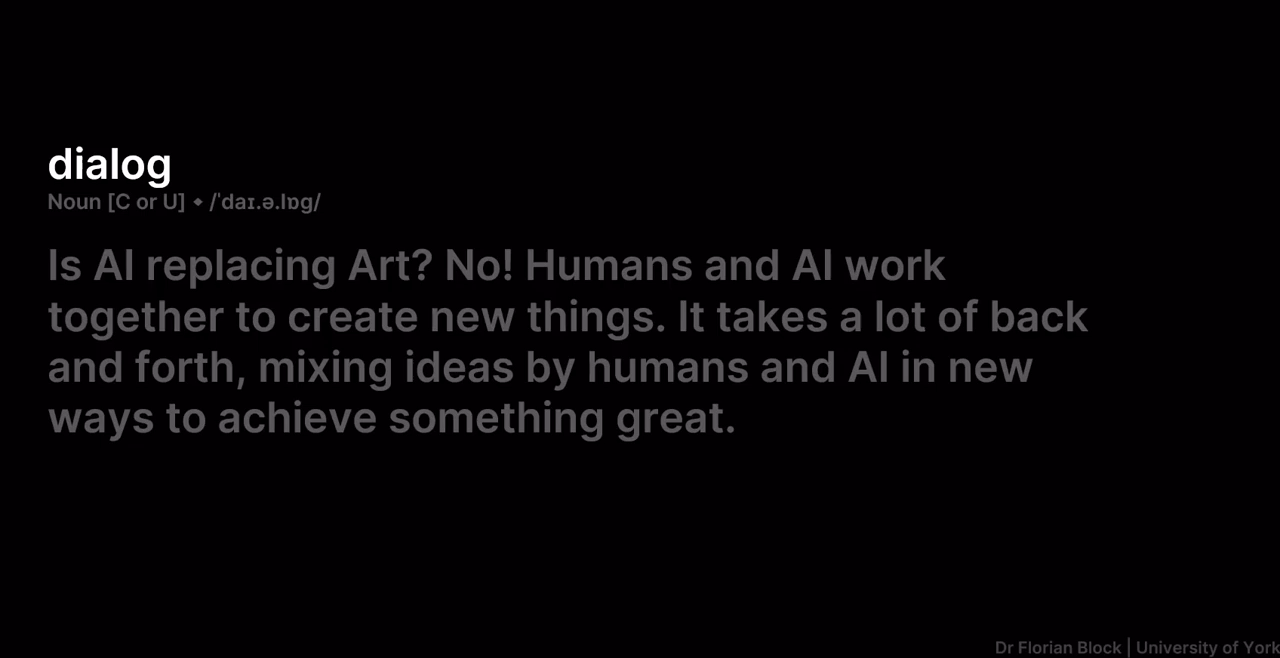 dialog
Noun [C or U] ⬥ /ˈdaɪ.ə.lɒg/
Is AI replacing Art? No! Humans and AI work
together to create new things. It takes a lot of back
and forth, mixing ideas by humans and AI in new
ways to achieve something great.
Dr Florian Block | University of York